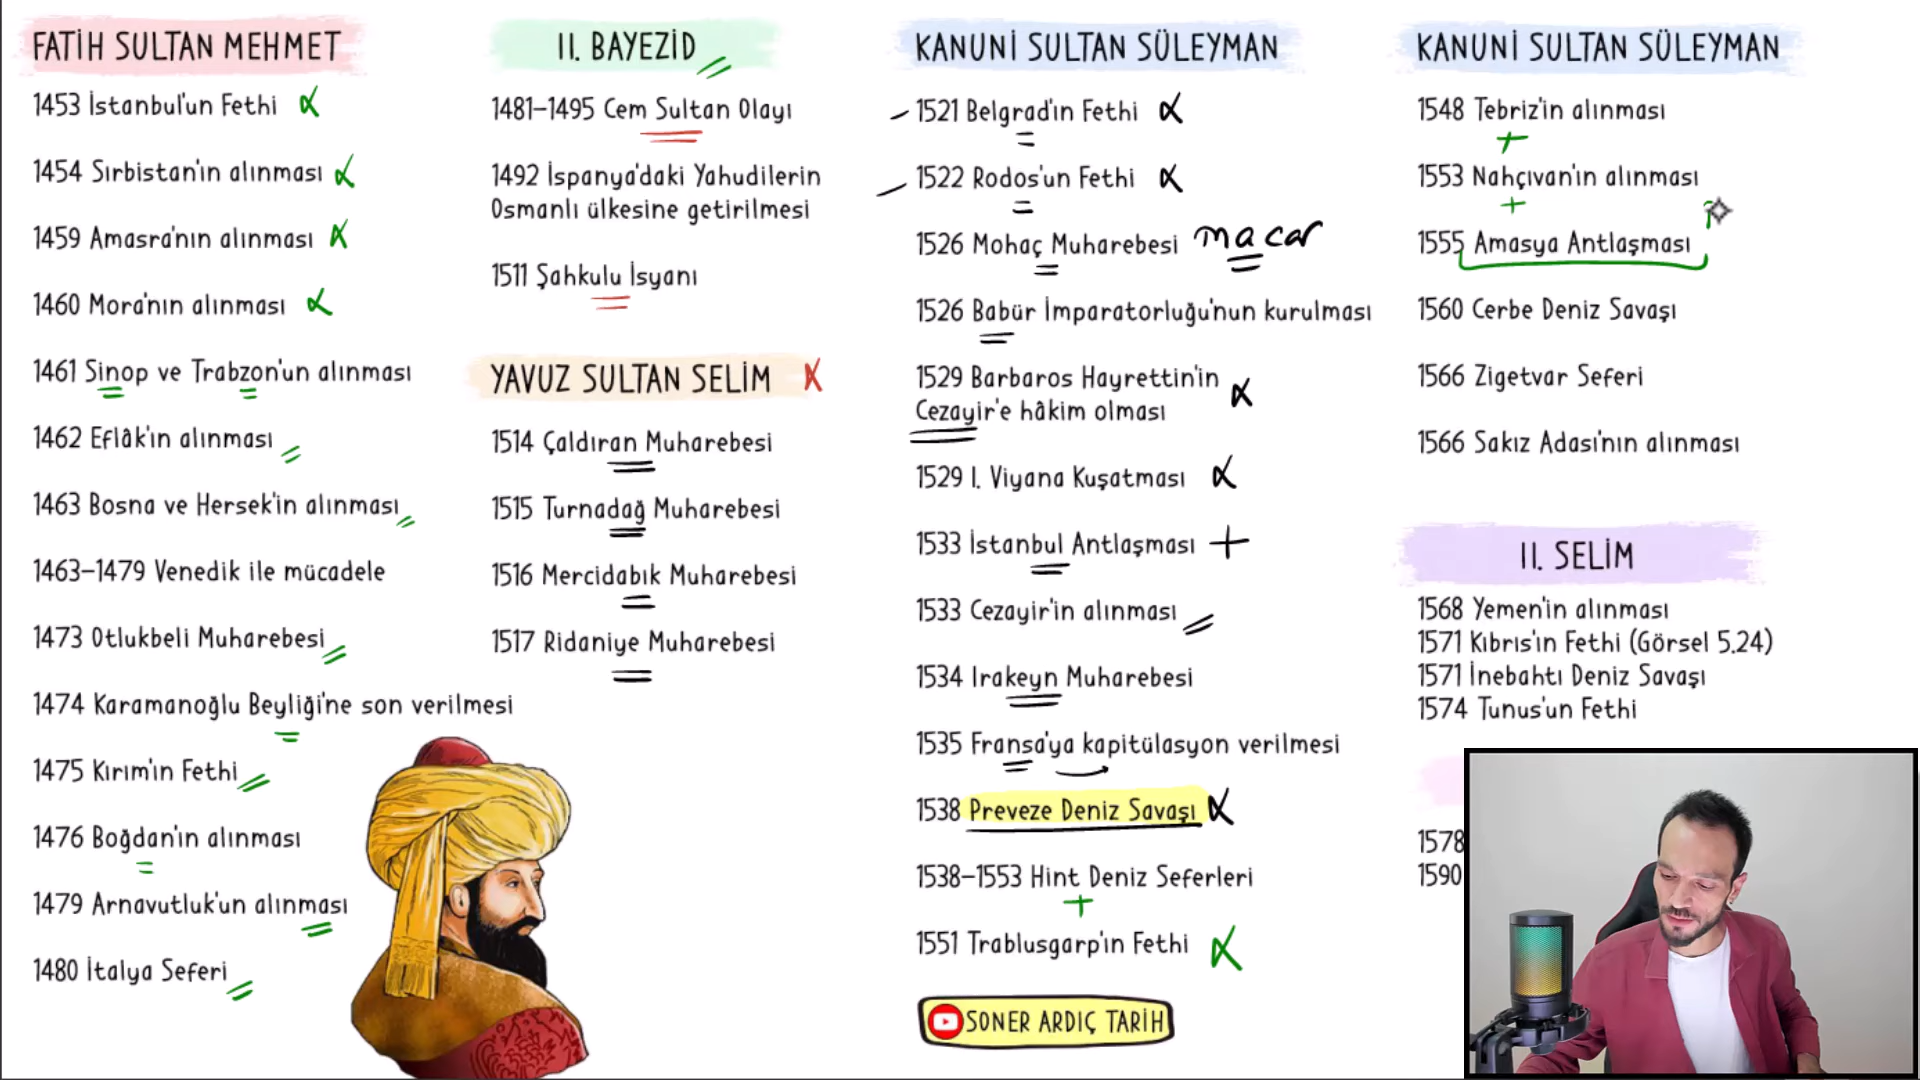 FATİH SULTAN MEHMET
1453 İstanbul'un Fethi
1454 Sırbistan'ın alınması
1459 Amasra'nın alınması
1460 Mora'nın alınması
1461 Sinop ve Trabzon'un alınması
1462 Eflâk'ın alınması
1463 Bosna ve Hersek'in alınması
1463–1479 Venedik ile mücadele
1473 Otlukbeli Muharebesi
1474 Karamanoğlu Beyliği'ne son verilmesi
1475 Kırım'ın Fethi
1476 Boğdan'ın alınması
1479 Arnavutluk'un alınması
1480 İtalya Seferi
II. BAYEZİD
1481–1495 Cem Sultan Olayı
1492 İspanya'daki Yahudilerin
Osmanlı ülkesine getirilmesi
1511 Şahkulu İsyanı
YAVUZ SULTAN SELİM
1514 Çaldıran Muharebesi
1515 Turnadağ Muharebesi
1516 Mercidabık Muharebesi
1517 Ridaniye Muharebesi
KANUNİ SULTAN SÜLEYMAN
1521 Belgrad'ın Fethi
1522 Rodos'un Fethi
1526 Mohaç Muharebesi macar
1526 Babür İmparatorluğu'nun kurulması
1529 Barbaros Hayrettin'in
Cezayir'e hâkim olması
1529 I. Viyana Kuşatması
1533 İstanbul Antlaşması
1533 Cezayir'in alınması
1534 Irakeyn Muharebesi
1535 Fransa'ya kapitülasyon verilmesi
1538 Preveze Deniz Savaşı
1538–1553 Hint Deniz Seferleri
1551 Trablusgarp'ın Fethi
SONER ARDIÇ TARİH
KANUNİ SULTAN SÜLEYMAN
1548 Tebriz'in alınması
1553 Nahçıvan'ın alınması
1555 Amasya Antlaşması
1560 Cerbe Deniz Savaşı
1566 Zigetvar Seferi
1566 Sakız Adası'nın alınması
II. SELİM
1568 Yemen'in alınması
1571 Kıbrıs'ın Fethi (Görsel 5.24)
1571 İnebahtı Deniz Savaşı
1574 Tunus'un Fethi
1578
1590